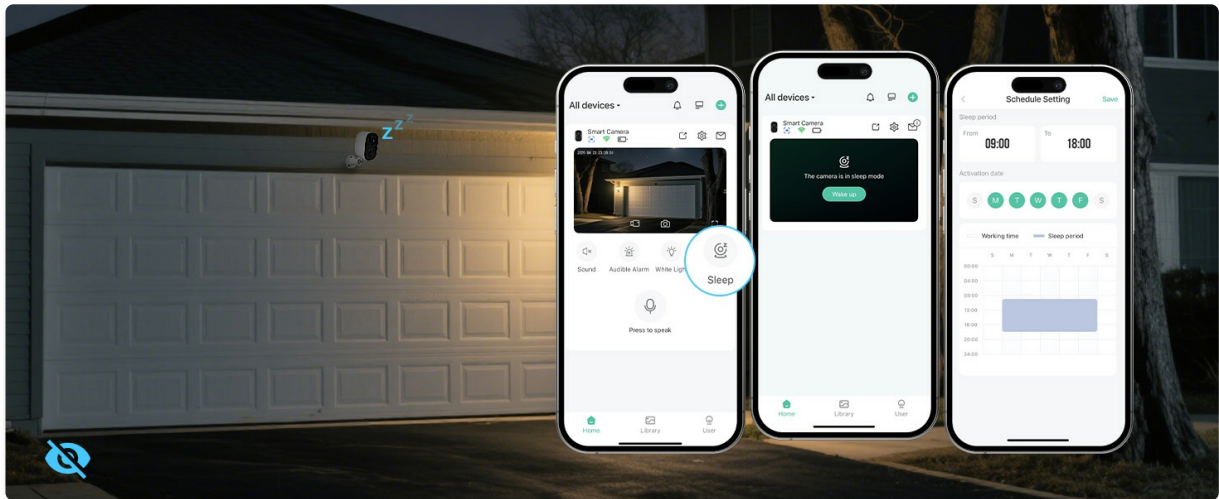 zzz
All devices
Smart Camera
Sound
Audible Alarm
White Ligh
Sleep
Press to speak
Home
Library
User
All devices
Smart Camera
The camera is in sleep mode
Wake up
Home
Library
User
Schedule Setting
Save
Sleep period
From
09:00
To
18:00
Activation date
S M T W T F S
Working time
Sleep period
S M T W T F S
00:00
04:00
08:00
12:00
16:00
20:00
24:00